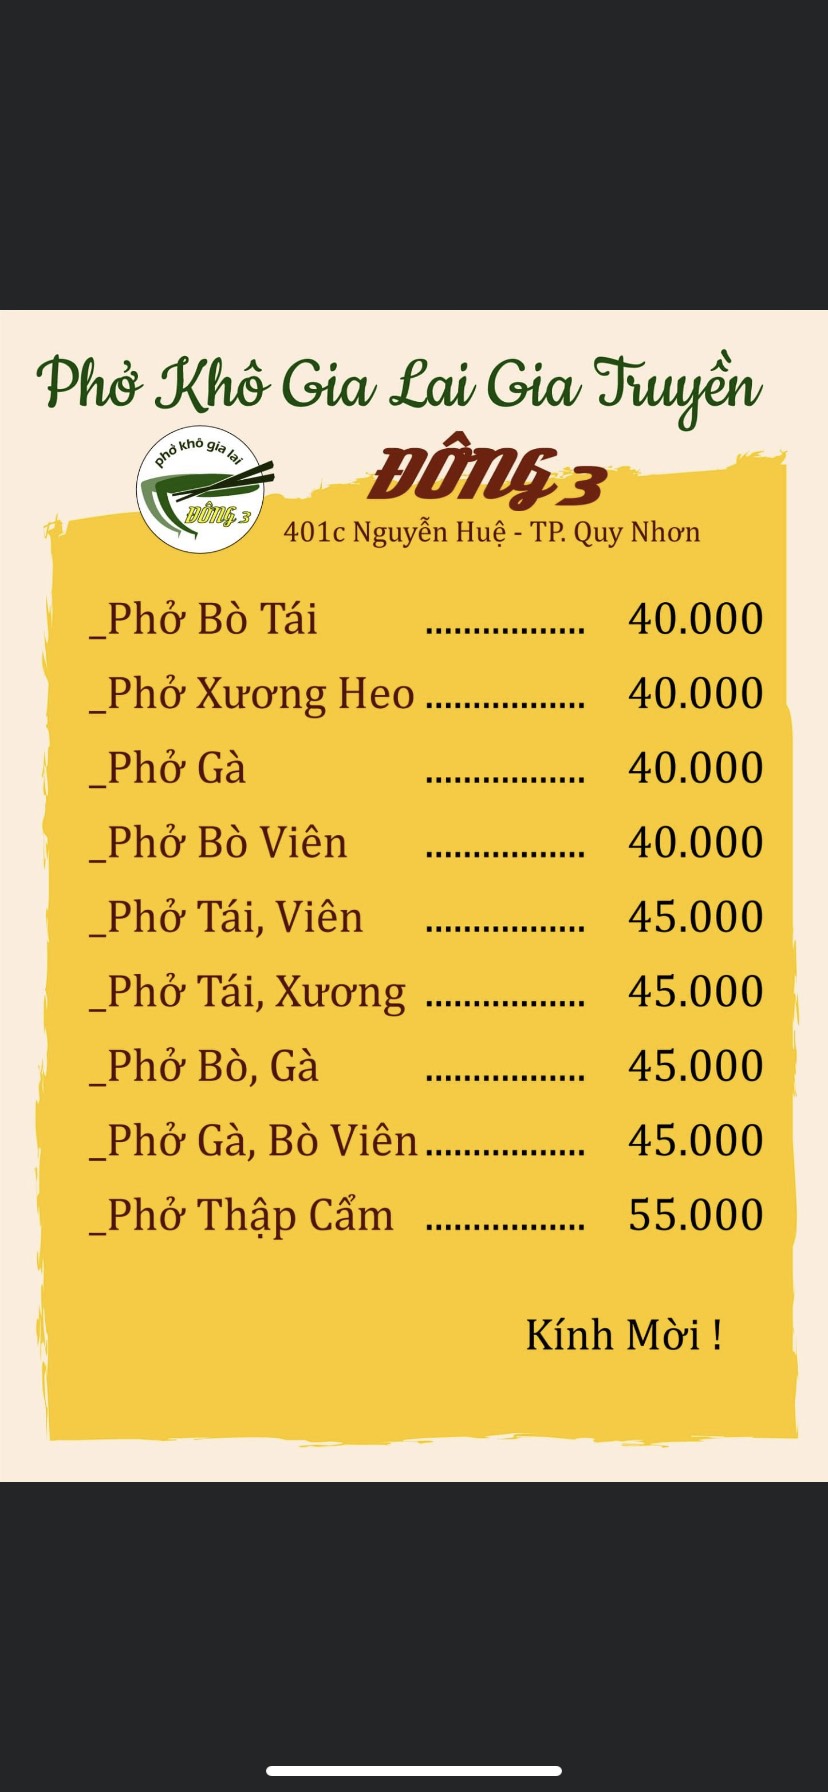 Phở Khô Gia Lai Gia Truyền
phở khô gia lai
ĐÔNG 3
ĐÔNG 3
401c Nguyễn Huệ - TP. Quy Nhơn
_Phở Bò Tái ................. 40.000
_Phở Xương Heo ................. 40.000
_Phở Gà ................. 40.000
_Phở Bò Viên ................. 40.000
_Phở Tái, Viên ................. 45.000
_Phở Tái, Xương ................. 45.000
_Phở Bò, Gà ................. 45.000
_Phở Gà, Bò Viên ................. 45.000
_Phở Thập Cẩm ................. 55.000
Kính Mời !